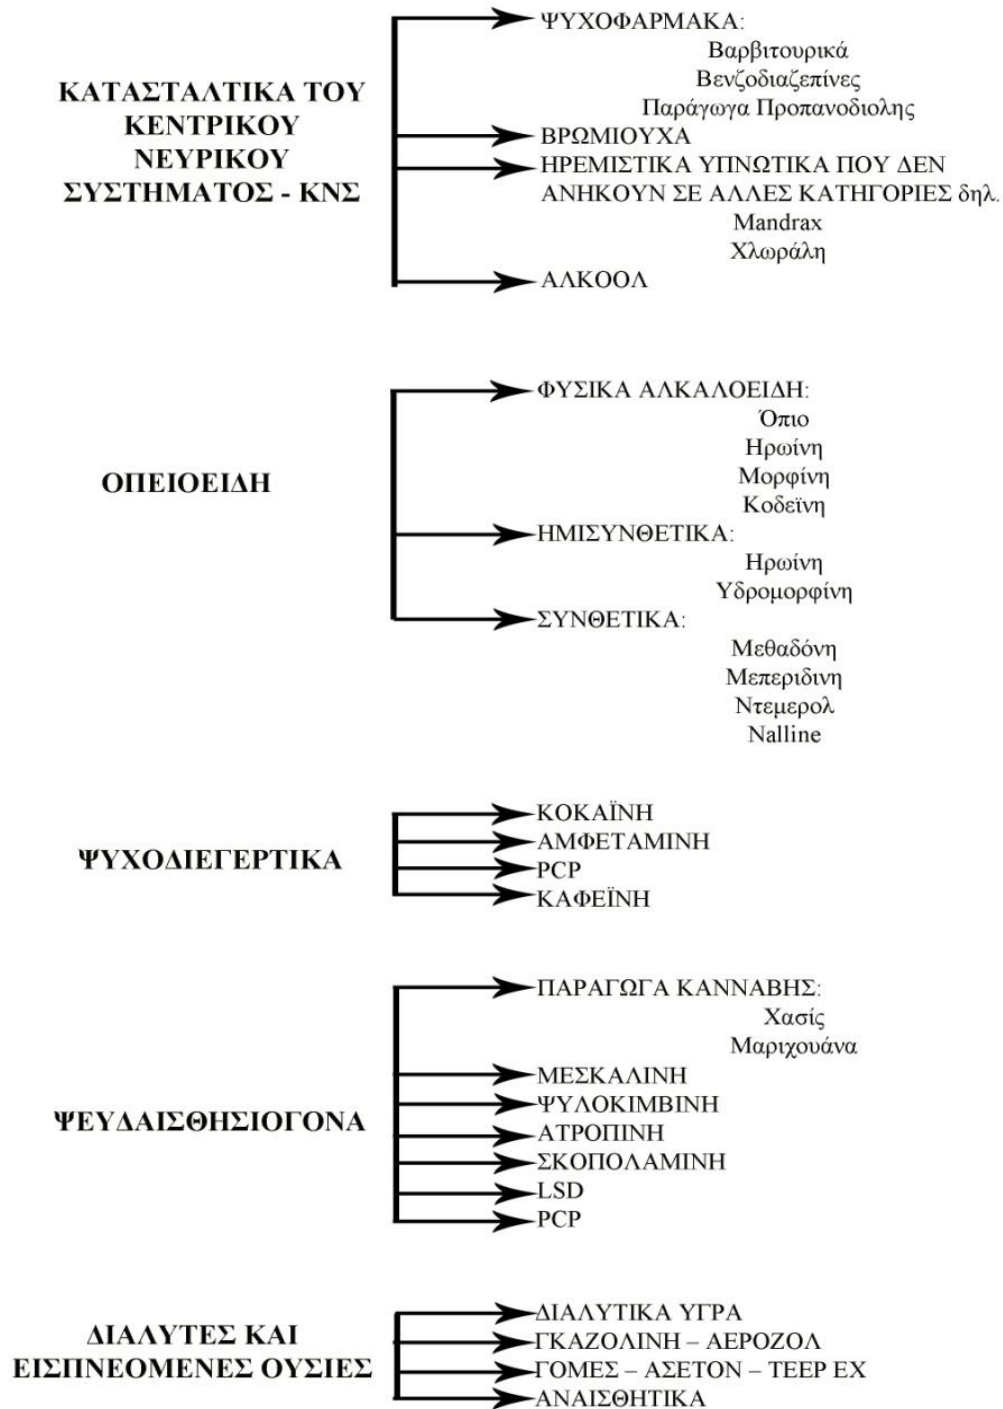 ΚΑΤΑΣΤΑΛΤΙΚΑ ΤΟΥ
ΚΕΝΤΡΙΚΟΥ
ΝΕΥΡΙΚΟΥ
ΣΥΣΤΗΜΑΤΟΣ - ΚΝΣ
ΨΥΧΟΦΑΡΜΑΚΑ:
Βαρβιτουρικά
Βενζοδιαζεπίνες
Παράγωγα Προπανοδιολης
ΒΡΩΜΙΟΥΧΑ
ΗΡΕΜΙΣΤΙΚΑ ΥΠΝΩΤΙΚΑ ΠΟΥ ΔΕΝ
ΑΝΗΚΟΥΝ ΣΕ ΑΛΛΕΣ ΚΑΤΗΓΟΡΙΕΣ δηλ.
Mandrax
Χλωράλη
ΑΛΚΟΟΛ
ΟΠΕΙΟΕΙΔΗ
ΦΥΣΙΚΑ ΑΛΚΑΛΟΕΙΔΗ:
Όπιο
Ηρωίνη
Μορφίνη
Κοδεϊνη
ΗΜΙΣΥΝΘΕΤΙΚΑ:
Ηρωίνη
Υδρομορφίνη
ΣΥΝΘΕΤΙΚΑ:
Μεθαδόνη
Μεπεριδινη
Ντεμερολ
Nalline
ΨΥΧΟΔΙΕΓΕΡΤΙΚΑ
ΚΟΚΑΪΝΗ
ΑΜΦΕΤΑΜΙΝΗ
PCP
ΚΑΦΕΪΝΗ
ΨΕΥΔΑΙΣΘΗΣΙΟΓΟΝΑ
ΠΑΡΑΓΩΓΑ ΚΑΝΝΑΒΗΣ:
Χασίς
Μαριχουάνα
ΜΕΣΚΑΛΙΝΗ
ΨΥΛΟΚΙΜΒΙΝΗ
ΑΤΡΟΠΙΝΗ
ΣΚΟΠΟΛΑΜΙΝΗ
LSD
PCP
ΔΙΑΛΥΤΕΣ ΚΑΙ
ΕΙΣΠΝΕΟΜΕΝΕΣ ΟΥΣΙΕΣ
ΔΙΑΛΥΤΙΚΑ ΥΓΡΑ
ΓΚΑΖΟΛΙΝΗ – ΑΕΡΟΖΟΛ
ΓΟΜΕΣ – ΑΣΕΤΟΝ – TEEP EX
ΑΝΑΙΣΘΗΤΙΚΑ